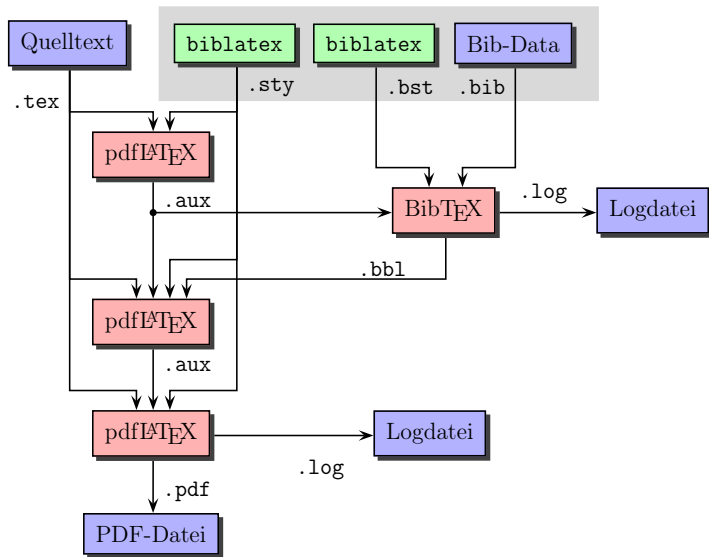 Quelltext
biblatex
biblatex
Bib-Data
.tex
.sty
.bst
.bib
pdfLATEX
.aux
BibTEX
.log
Logdatei
.bbl
pdfLATEX
.aux
pdfLATEX
Logdatei
.log
.pdf
PDF-Datei